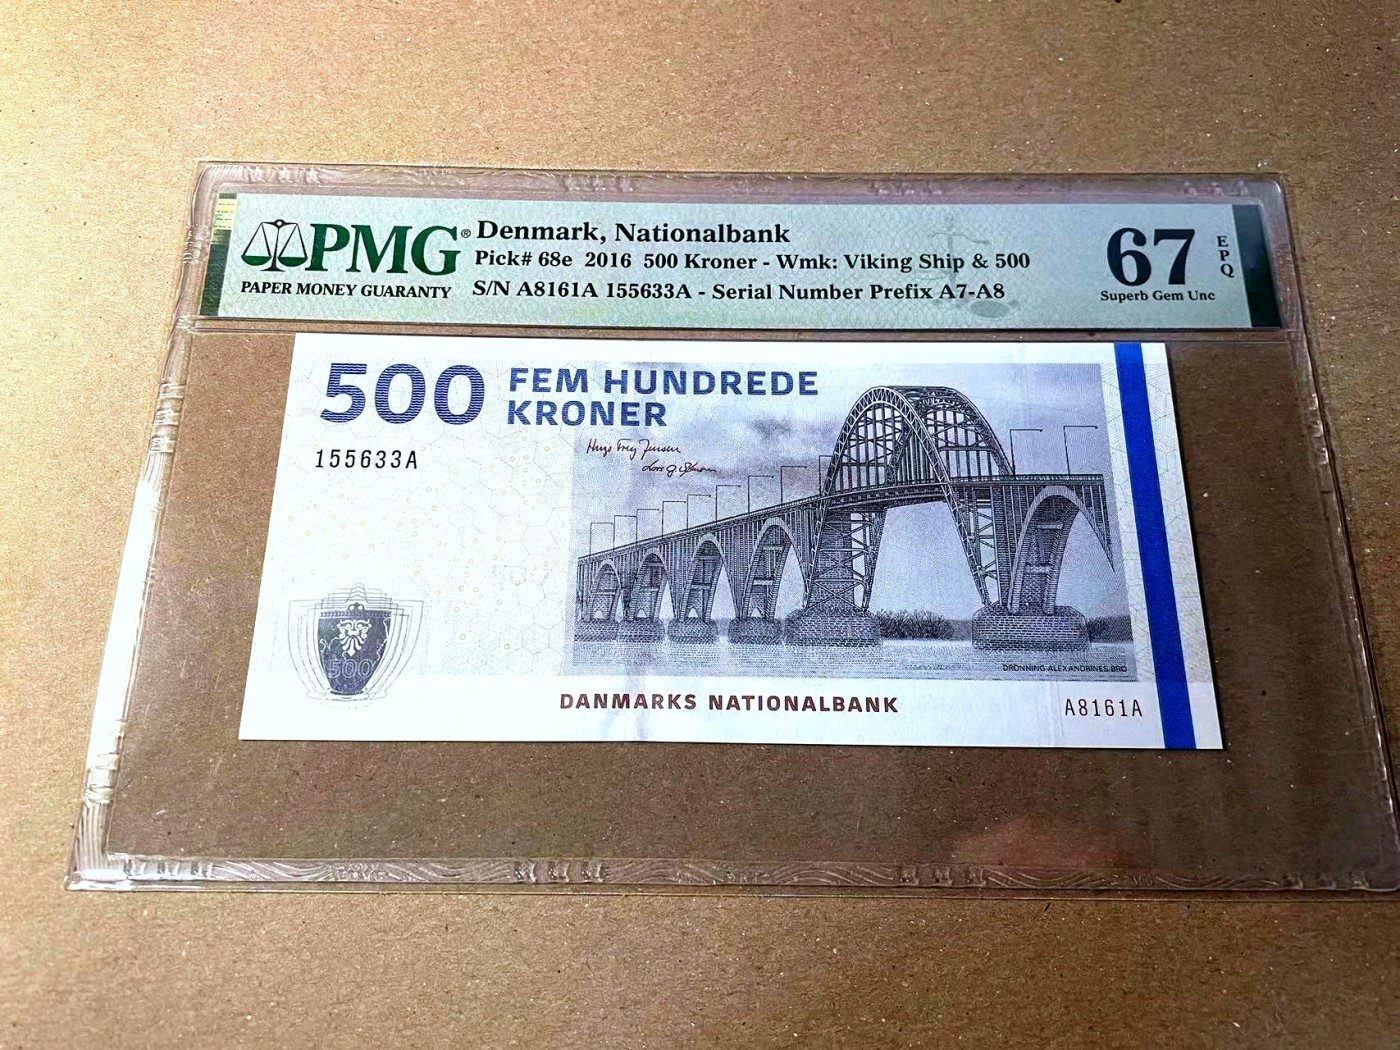 PMG®
PAPER MONEY GUARANTY
Denmark, Nationalbank
Pick# 68e 2016 500 Kroner - Wmk: Viking Ship & 500
S/N A8161A 155633A - Serial Number Prefix A7-A8
67
EPQ
Superb Gem Unc
500
FEM HUNDREDE
KRONER
155633A
500
DRONNING ALEXANDRINES BRO
DANMARKS NATIONALBANK
A8161A